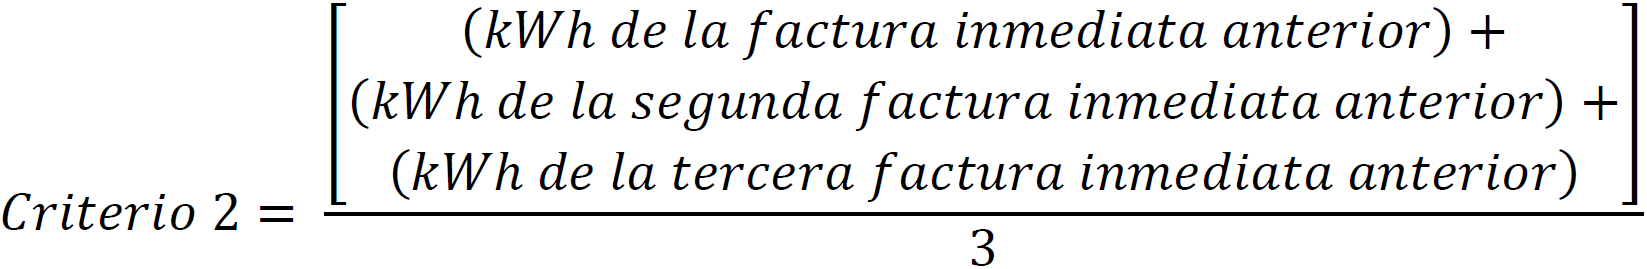 (kWh de la factura inmediata anterior) +
(kWh de la segunda factura inmediata anterior) +
(kWh de la tercera factura inmediata anterior)
Criterio 2 =
3